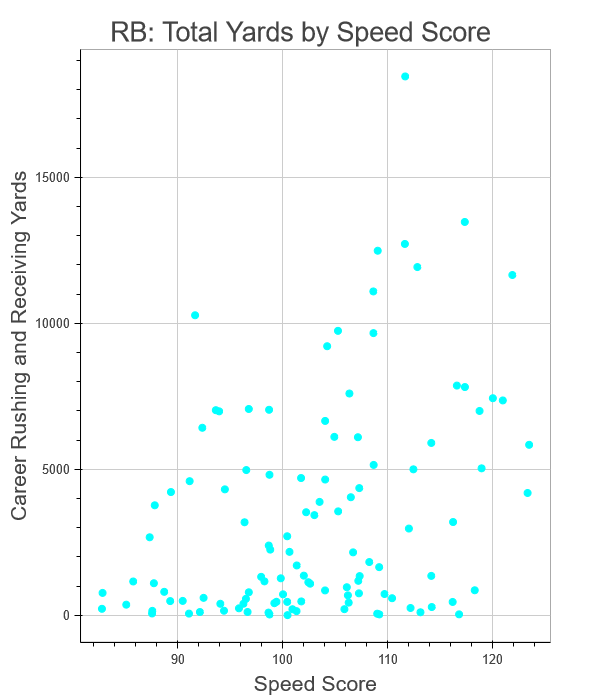 RB: Total Yards by Speed Score
Career Rushing and Receiving Yards
15000
10000
5000
0
90
100
110
120
Speed Score